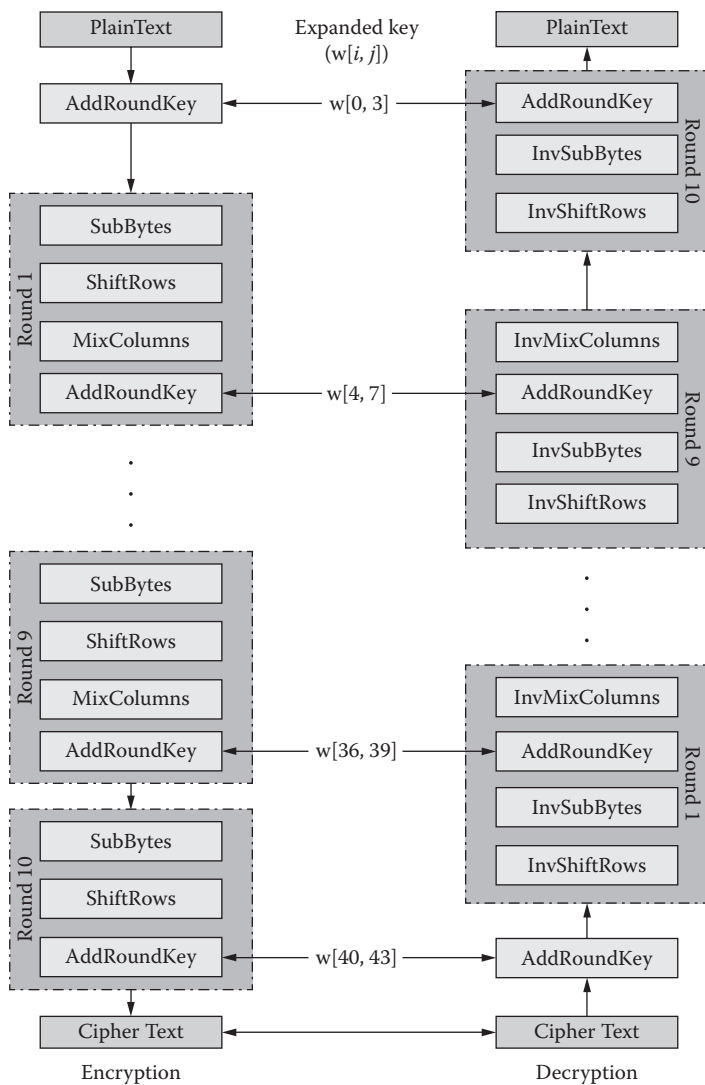 PlainText
AddRoundKey
Round 1
SubBytes
ShiftRows
MixColumns
AddRoundKey
.
.
.
Round 9
SubBytes
ShiftRows
MixColumns
AddRoundKey
Round 10
SubBytes
ShiftRows
AddRoundKey
Cipher Text
Encryption
Expanded key
(w[i, j])
w[0, 3]
w[4, 7]
w[36, 39]
w[40, 43]
PlainText
AddRoundKey
InvSubBytes
InvShiftRows
Round 10
InvMixColumns
AddRoundKey
InvSubBytes
InvShiftRows
Round 9
.
.
.
InvMixColumns
AddRoundKey
InvSubBytes
InvShiftRows
Round 1
AddRoundKey
Cipher Text
Decryption